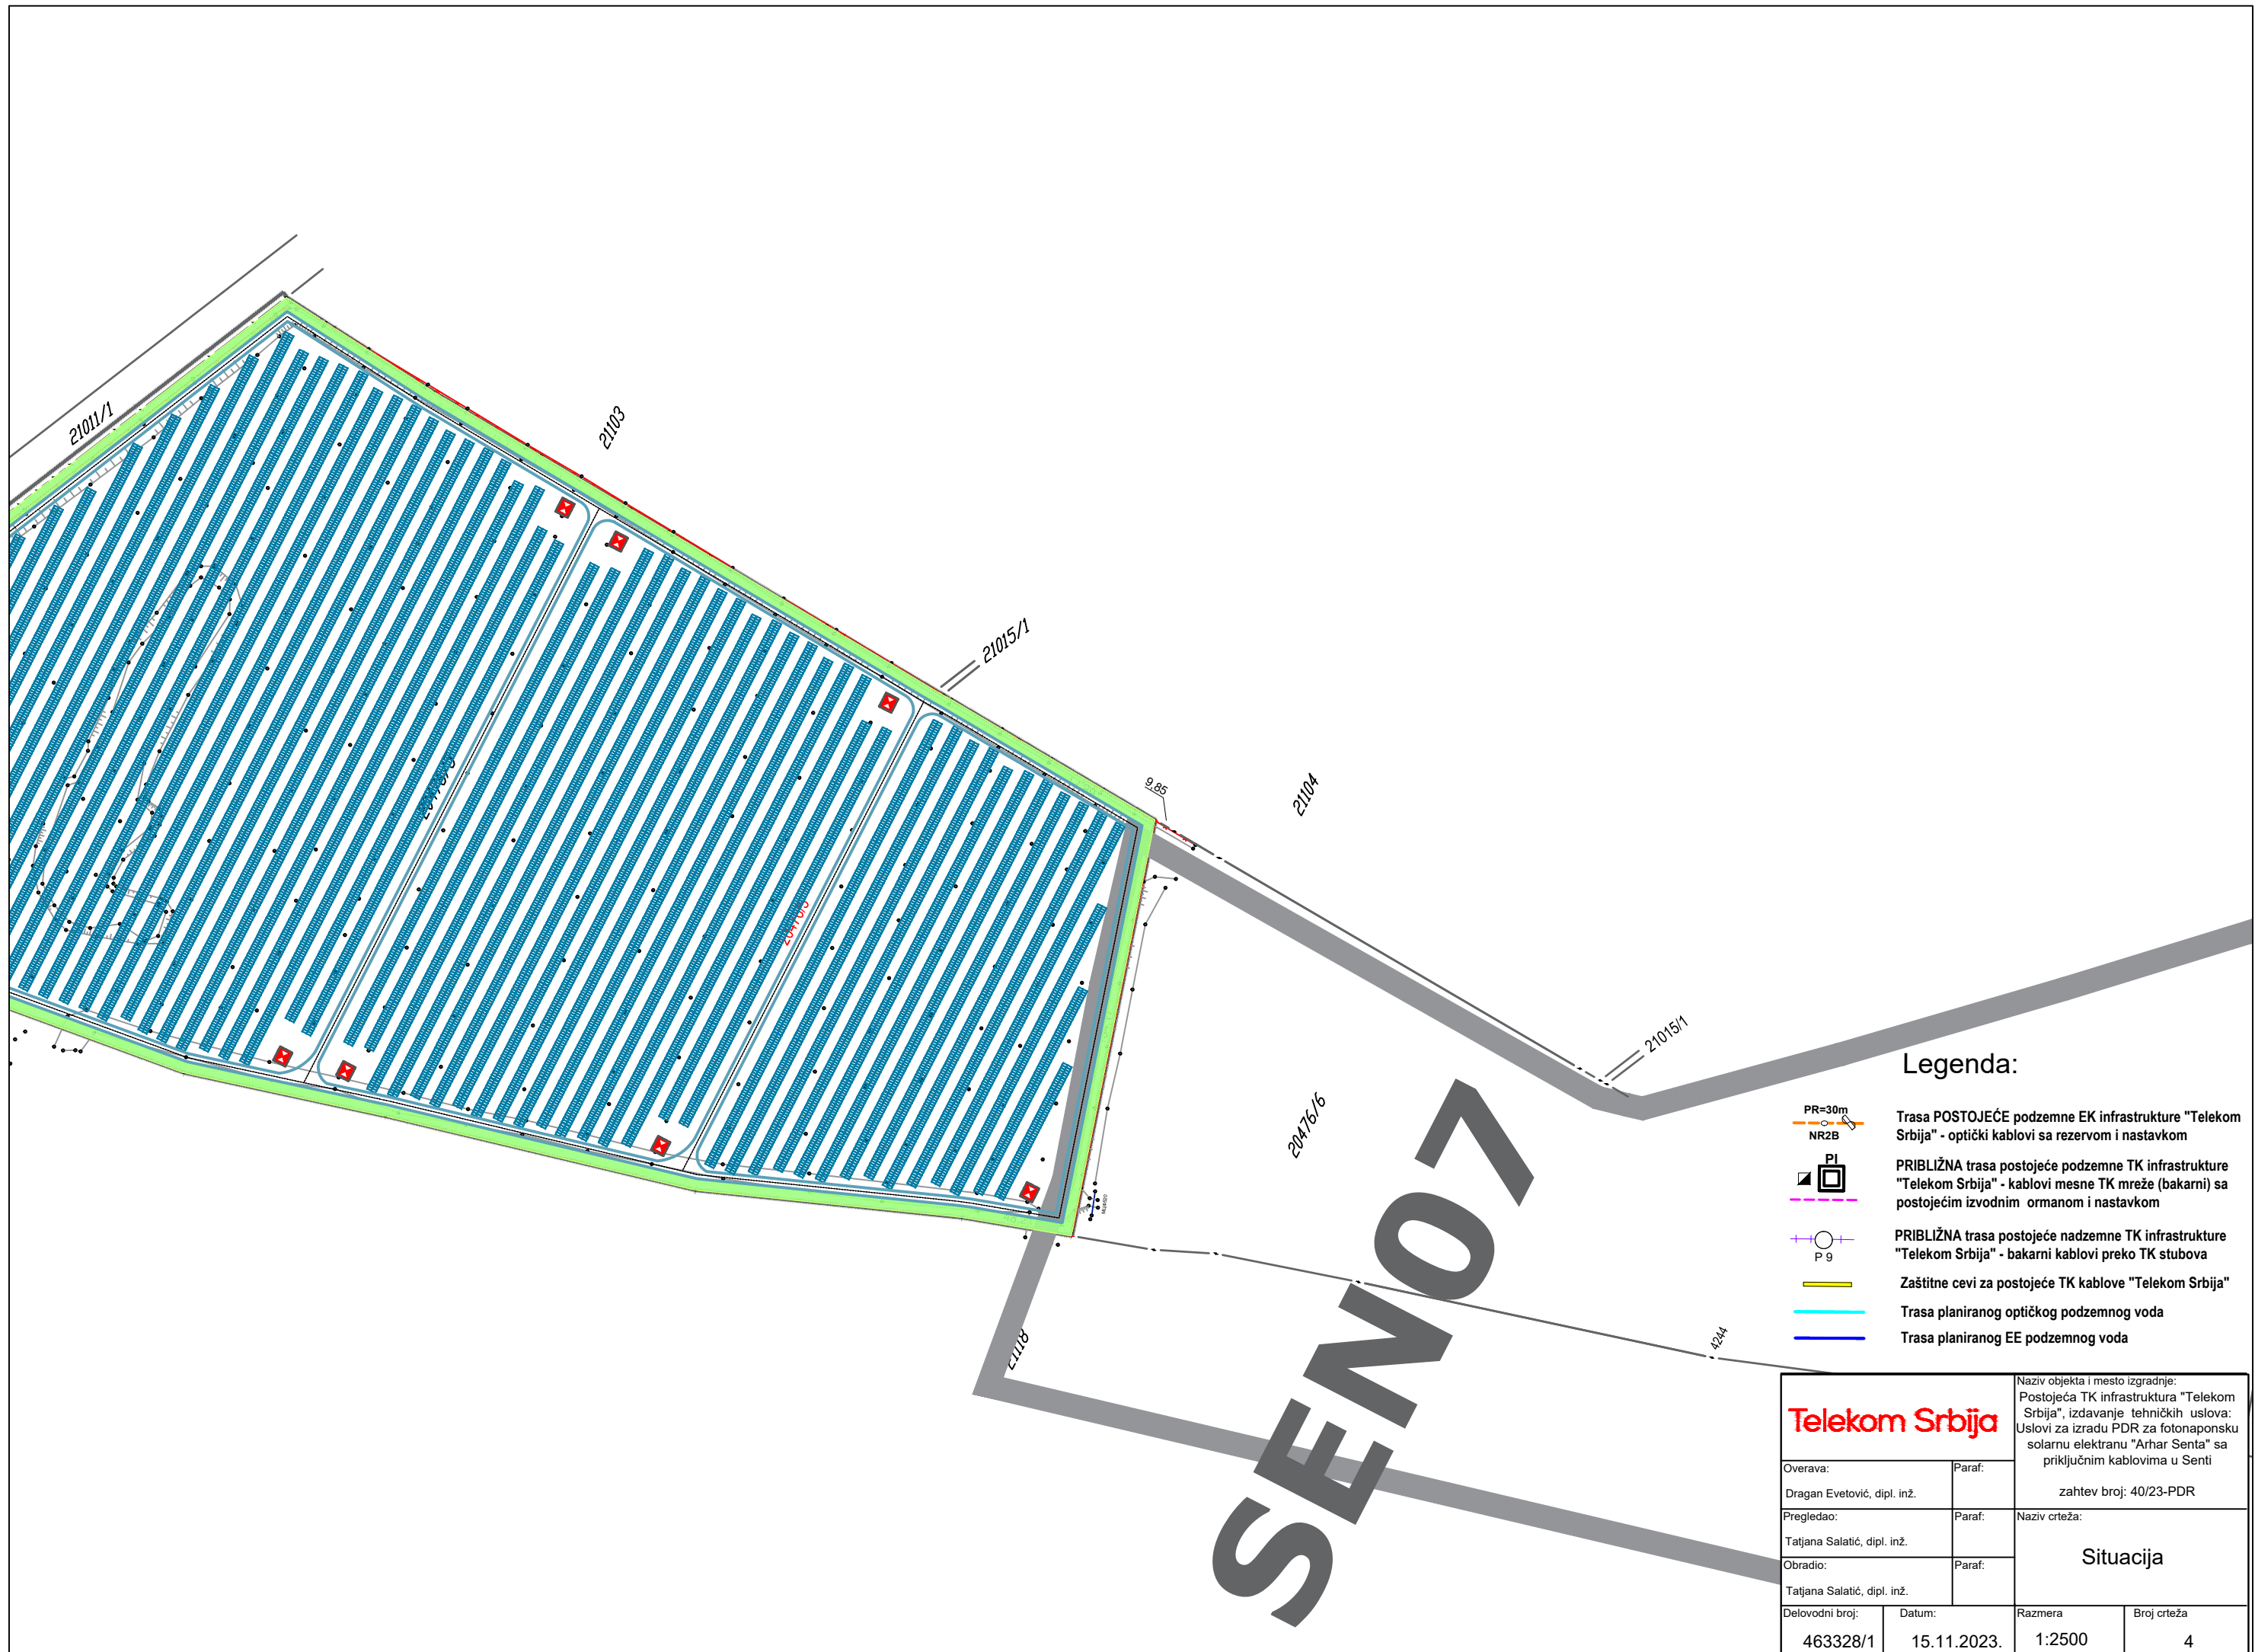 21011/1
21103
21015/1
9,85
21104
21015/1
20476/6
4244
SENO7
Legenda:
PR=30m
NR2B
Trasa POSTOJEĆE podzemne EK infrastrukture "Telekom
Srbija" - optički kablovi sa rezervom i nastavkom
PI
PRIBLIŽNA trasa postojeće podzemne TK infrastrukture
"Telekom Srbija" - kablovi mesne TK mreže (bakarni) sa
postojećim izvodnim ormanom i nastavkom
P 9
PRIBLIŽNA trasa postojeće nadzemne TK infrastrukture
"Telekom Srbija" - bakarni kablovi preko TK stubova
Zaštitne cevi za postojeće TK kablove "Telekom Srbija"
Trasa planiranog optičkog podzemnog voda
Trasa planiranog EE podzemnog voda
Telekom Srbija
Naziv objekta i mesto izgradnje:
Postojeća TK infrastruktura "Telekom
Srbija", izdavanje tehničkih uslova:
Uslovi za izradu PDR za fotonaponsku
solarnu elektranu "Arhar Senta" sa
priključnim kablovima u Senti
zahtev broj: 40/23-PDR
Overava:
Paraf:
Dragan Evetović, dipl. inž.
Pregledao:
Paraf:
Tatjana Salatić, dipl. inž.
Naziv crteža:
Situacija
Obradio:
Paraf:
Tatjana Salatić, dipl. inž.
Delovodni broj:
463328/1
Datum:
15.11.2023.
Razmera
1:2500
Broj crteža
4